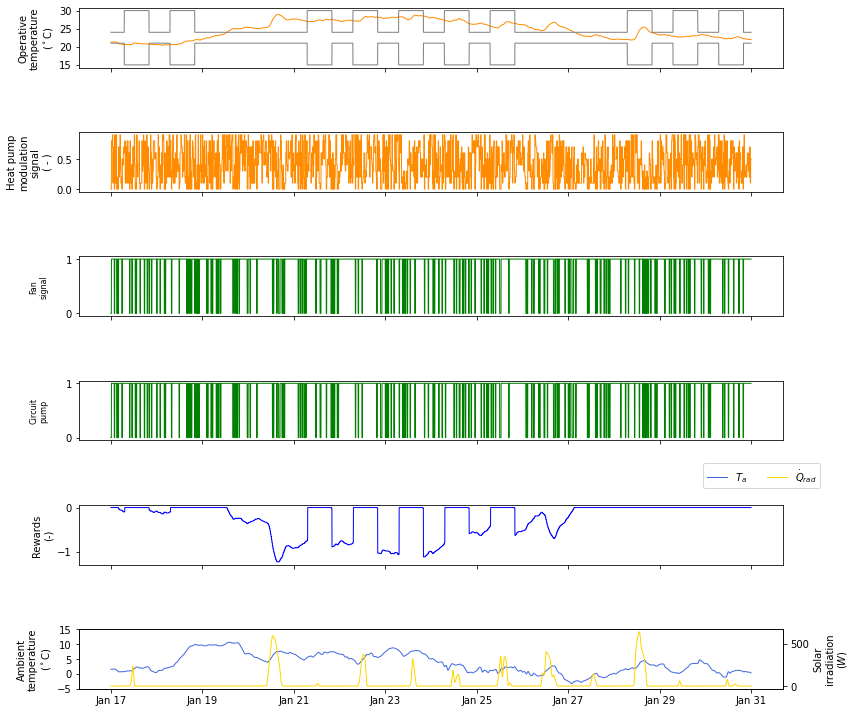 Operative
temperature
(°C)
30
25
20
15
Heat pump
modulation
signal
( - )
0.5
0.0
Fan
signal
1
0
Circuit
pump
1
0
T_a
Q̇_rad
Rewards
(-)
0
−1
Ambient
temperature
(°C)
15
10
5
0
−5
500
0
Solar
irradiation
(W)
Jan 17
Jan 19
Jan 21
Jan 23
Jan 25
Jan 27
Jan 29
Jan 31